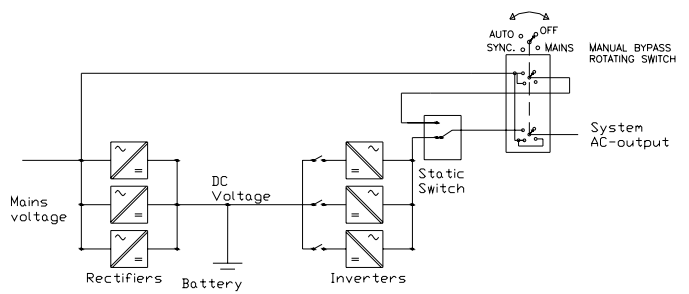 AUTO
OFF
SYNC.
MAINS
MANUAL BYPASS
ROTATING SWITCH
System
AC-output
Static
Switch
DC
Voltage
Mains
voltage
Rectifiers
Battery
Inverters